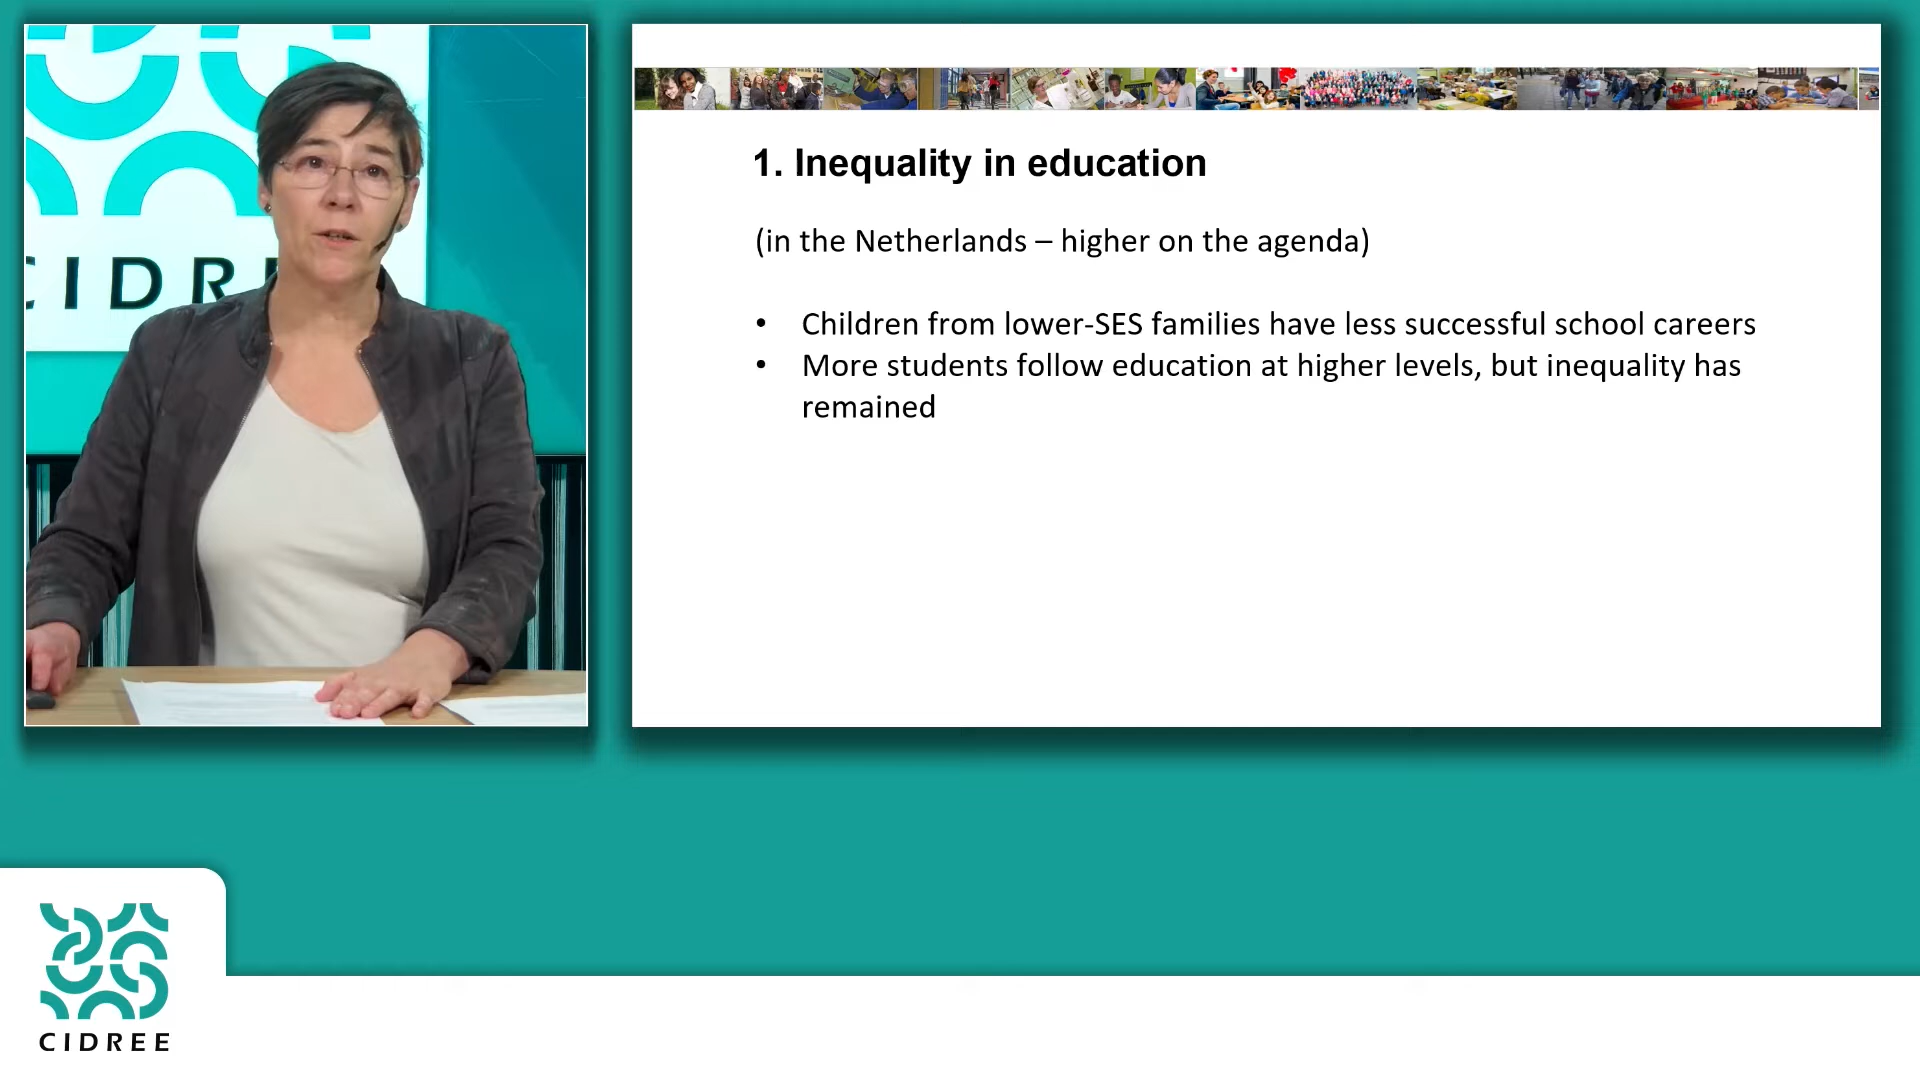 CIDRE
1. Inequality in education
(in the Netherlands – higher on the agenda)
• Children from lower-SES families have less successful school careers
• More students follow education at higher levels, but inequality has
remained
CIDREE